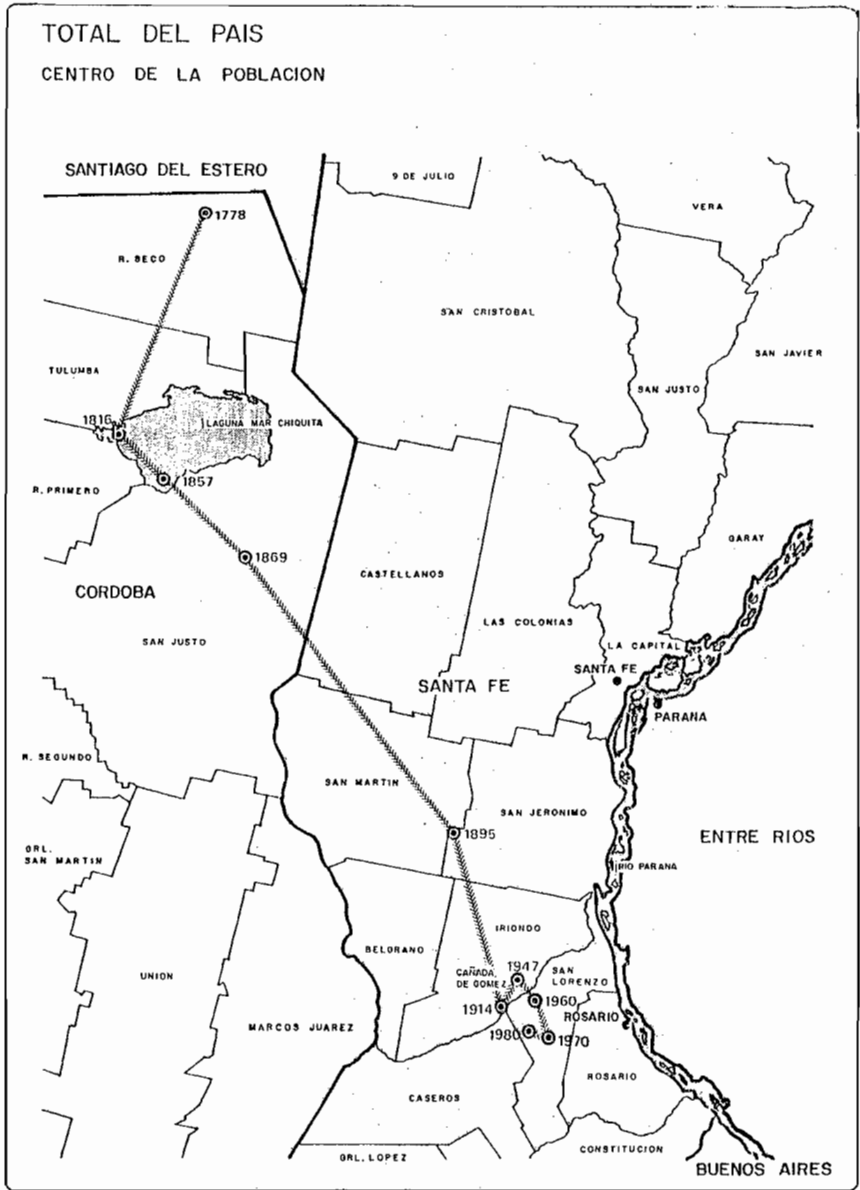 TOTAL DEL PAIS
CENTRO DE LA POBLACION
SANTIAGO DEL ESTERO
9 DE JULIO
VERA
1778
R. SECO
SAN CRISTOBAL
SAN JAVIER
TULUMBA
SAN JUSTO
1816
LAGUNA MAR CHIQUITA
1857
R. PRIMERO
GARAY
1869
CASTELLANOS
CORDOBA
LAS COLONIAS
SAN JUSTO
LA CAPITAL
SANTA FE
SANTA FE
PARANA
R. SEGUNDO
SAN MARTIN
SAN JERONIMO
1895
ENTRE RIOS
GRL.
SAN MARTIN
RIO PARANA
IRIONDO
BELGRANO
1947
CAÑADA
DE GOMEZ
SAN
LORENZO
UNION
1914
1960
ROSARIO
MARCOS JUAREZ
1980
1970
ROSARIO
CASEROS
CONSTITUCION
GRL. LOPEZ
BUENOS AIRES